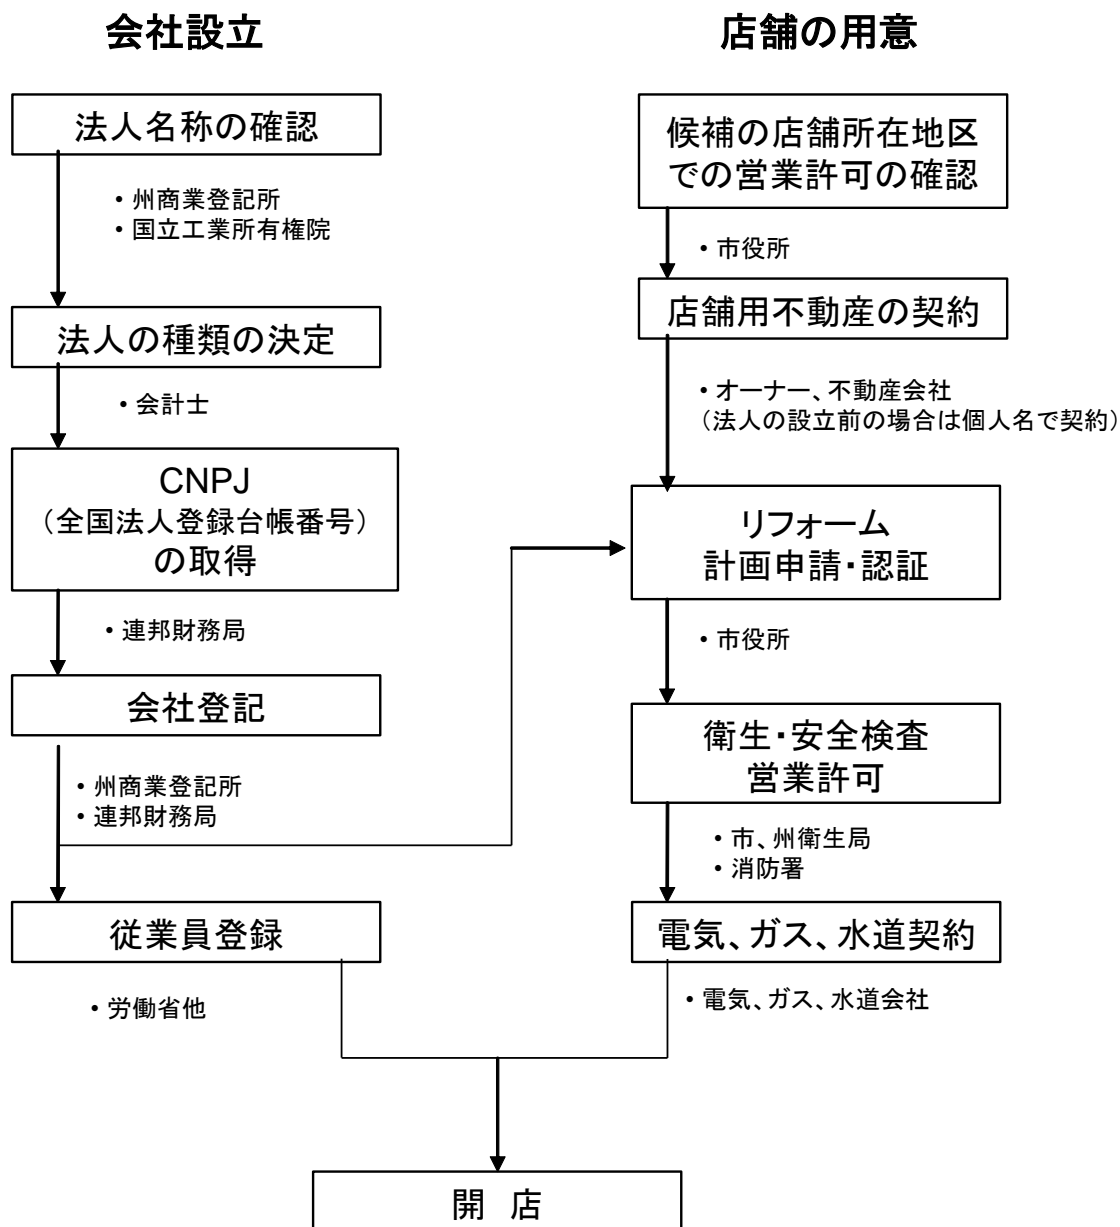 会社設立
法人名称の確認
・州商業登記所
・国立工業所有権院
法人の種類の決定
・会計士
CNPJ
（全国法人登録台帳番号）
の取得
・連邦財務局
会社登記
・州商業登記所
・連邦財務局
従業員登録
・労働省他
店舗の用意
候補の店舗所在地区
での営業許可の確認
・市役所
店舗用不動産の契約
・オーナー、不動産会社
（法人の設立前の場合は個人名で契約）
リフォーム
計画申請・認証
・市役所
衛生・安全検査
営業許可
・市、州衛生局
・消防署
電気、ガス、水道契約
・電気、ガス、水道会社
開 店